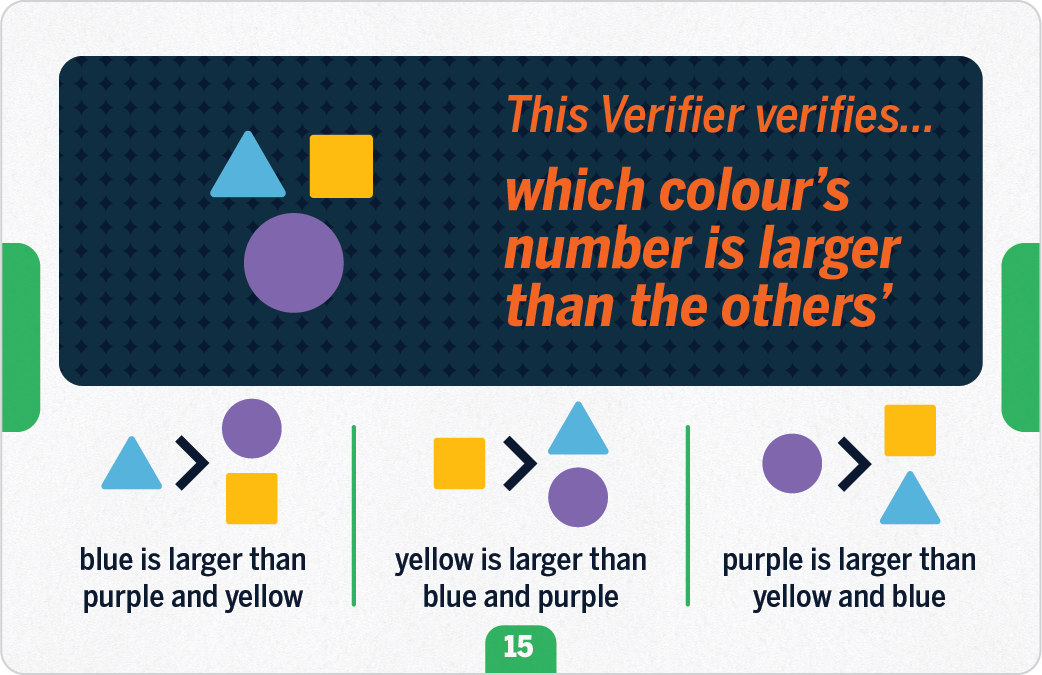 This Verifier verifies...
which colour’s
number is larger
than the others’
blue is larger than
purple and yellow
yellow is larger than
blue and purple
purple is larger than
yellow and blue
15